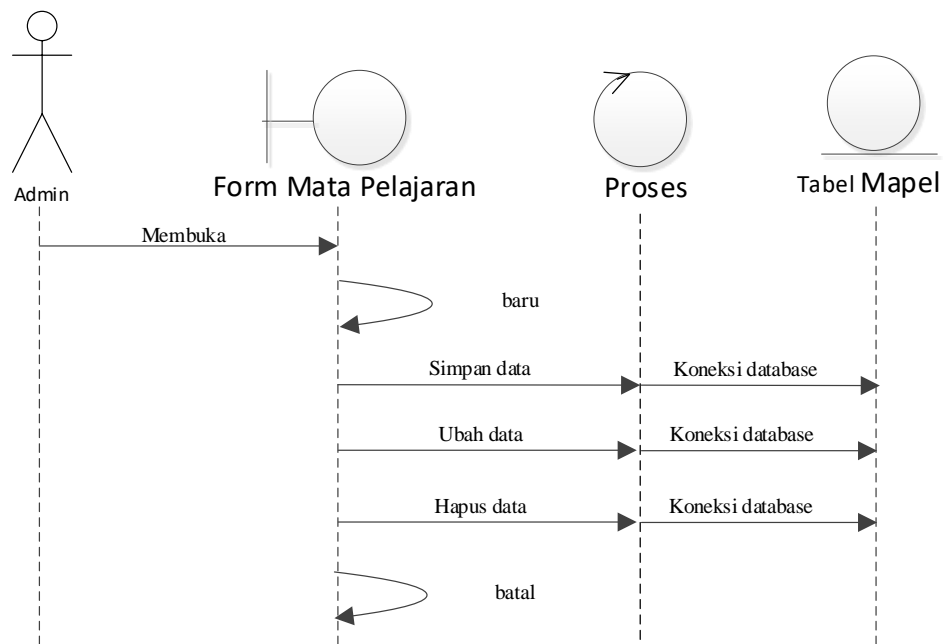 Admin
Form Mata Pelajaran
Proses
Tabel Mapel
Membuka
baru
Simpan data
Koneksi database
Ubah data
Koneksi database
Hapus data
Koneksi database
batal